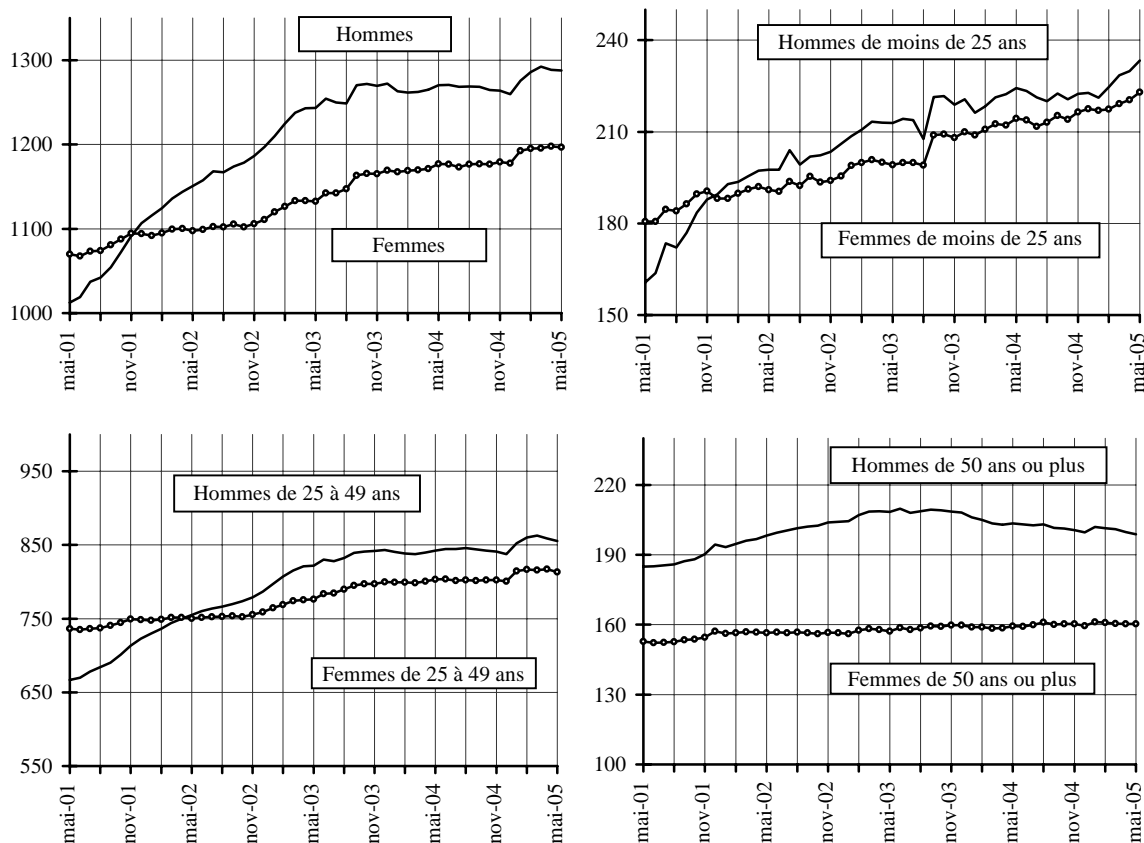 1300
1200
1100
1000
Hommes
Femmes
mai-01
nov-01
mai-02
nov-02
mai-03
nov-03
mai-04
nov-04
mai-05
240
210
180
150
Hommes de moins de 25 ans
Femmes de moins de 25 ans
mai-01
nov-01
mai-02
nov-02
mai-03
nov-03
mai-04
nov-04
mai-05
950
850
750
650
550
Hommes de 25 à 49 ans
Femmes de 25 à 49 ans
mai-01
nov-01
mai-02
nov-02
mai-03
nov-03
mai-04
nov-04
mai-05
220
190
160
130
100
Hommes de 50 ans ou plus
Femmes de 50 ans ou plus
mai-01
nov-01
mai-02
nov-02
mai-03
nov-03
mai-04
nov-04
mai-05